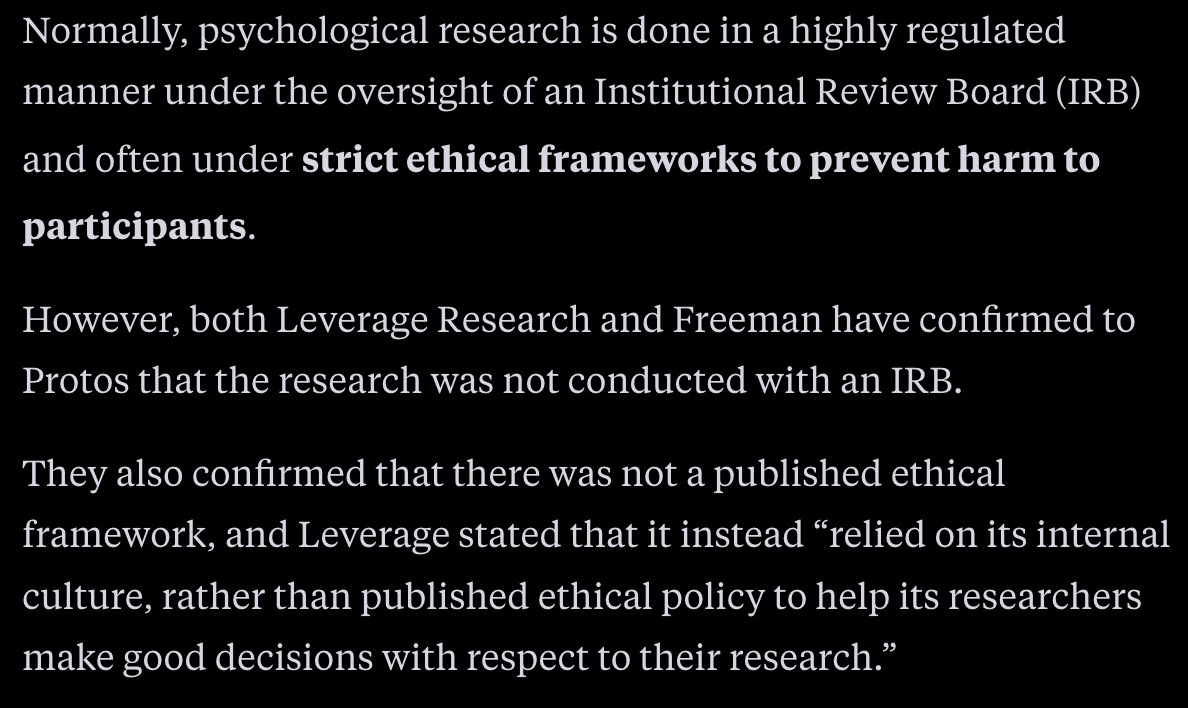 Normally, psychological research is done in a highly regulated
manner under the oversight of an Institutional Review Board (IRB)
and often under strict ethical frameworks to prevent harm to
participants.
However, both Leverage Research and Freeman have confirmed to
Protos that the research was not conducted with an IRB.
They also confirmed that there was not a published ethical
framework, and Leverage stated that it instead “relied on its internal
culture, rather than published ethical policy to help its researchers
make good decisions with respect to their research.”